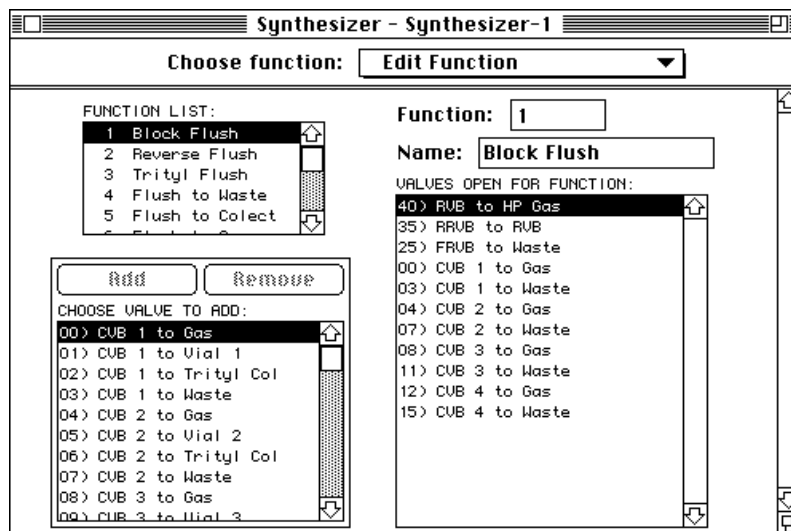 Synthesizer - Synthesizer-1
Choose function: Edit Function
FUNCTION LIST:
1 Block Flush
2 Reverse Flush
3 Trityl Flush
4 Flush to Waste
5 Flush to Colect
Function: 1
Name: Block Flush
VALVES OPEN FOR FUNCTION:
40) RVB to HP Gas
35) RRVB to RVB
25) FRVB to Waste
00) CVB 1 to Gas
03) CVB 1 to Waste
04) CVB 2 to Gas
07) CVB 2 to Waste
08) CVB 3 to Gas
11) CVB 3 to Waste
12) CVB 4 to Gas
15) CVB 4 to Waste
Add Remove
CHOOSE VALVE TO ADD:
00) CVB 1 to Gas
01) CVB 1 to Vial 1
02) CVB 1 to Trityl Col
03) CVB 1 to Waste
04) CVB 2 to Gas
05) CVB 2 to Vial 2
06) CVB 2 to Trityl Col
07) CVB 2 to Waste
08) CVB 3 to Gas
09) CVB 3 to Vial 3